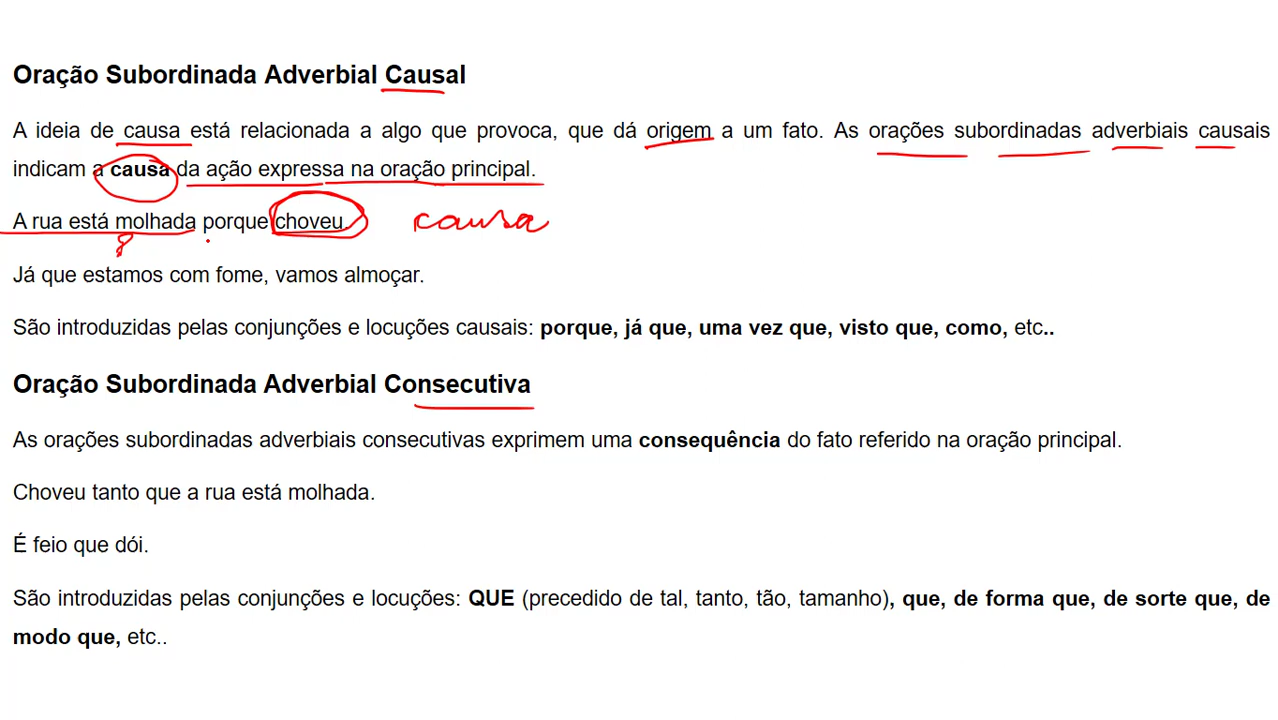 Oração Subordinada Adverbial Causal
A ideia de causa está relacionada a algo que provoca, que dá origem a um fato. As orações subordinadas adverbiais causais
indicam a causa da ação expressa na oração principal.
A rua está molhada porque choveu. causa
Já que estamos com fome, vamos almoçar.
São introduzidas pelas conjunções e locuções causais: porque, já que, uma vez que, visto que, como, etc..
Oração Subordinada Adverbial Consecutiva
As orações subordinadas adverbiais consecutivas exprimem uma consequência do fato referido na oração principal.
Choveu tanto que a rua está molhada.
É feio que dói.
São introduzidas pelas conjunções e locuções: QUE (precedido de tal, tanto, tão, tamanho), que, de forma que, de sorte que, de
modo que, etc..